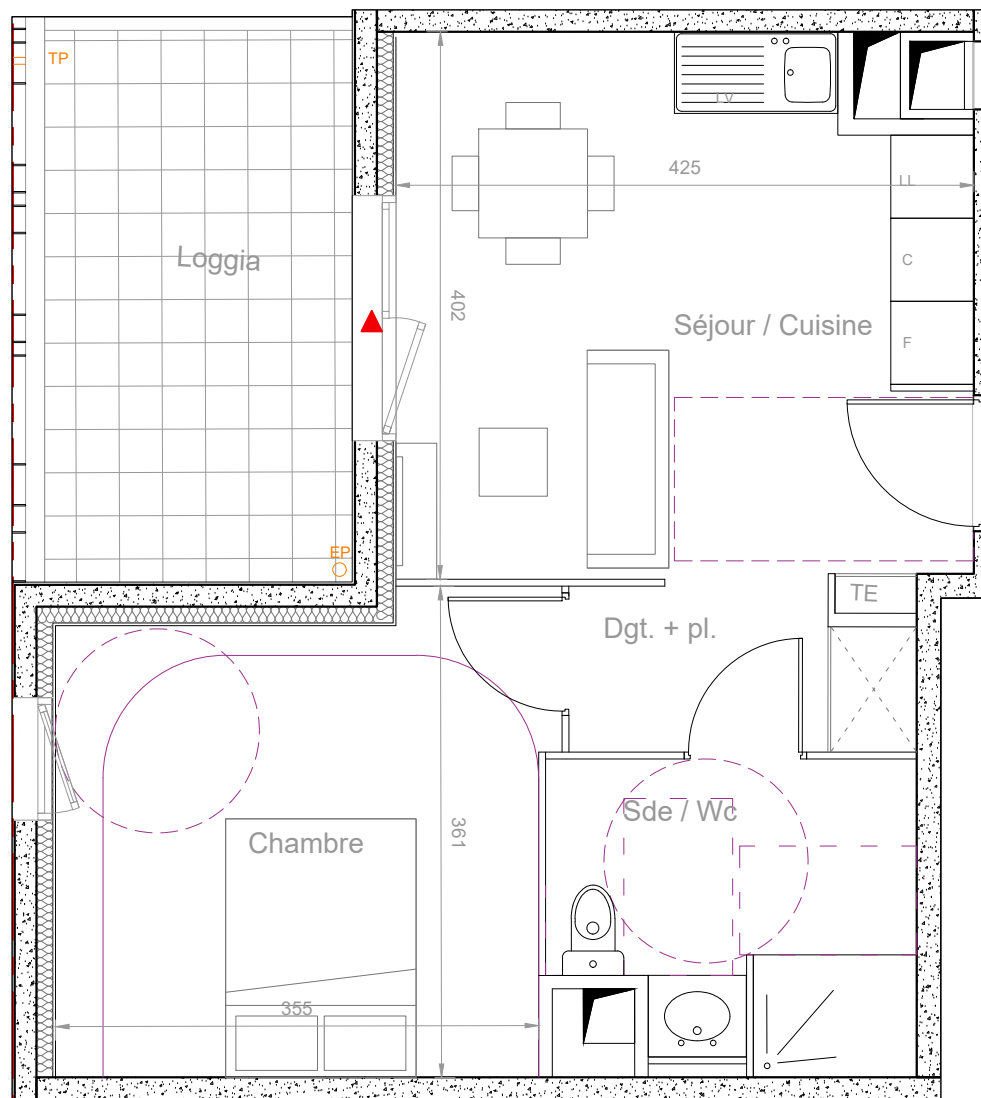 TP
LV
425
LL
Loggia
C
402
Séjour / Cuisine
F
EP
TE
Dgt. + pl.
Sde / Wc
361
Chambre
355